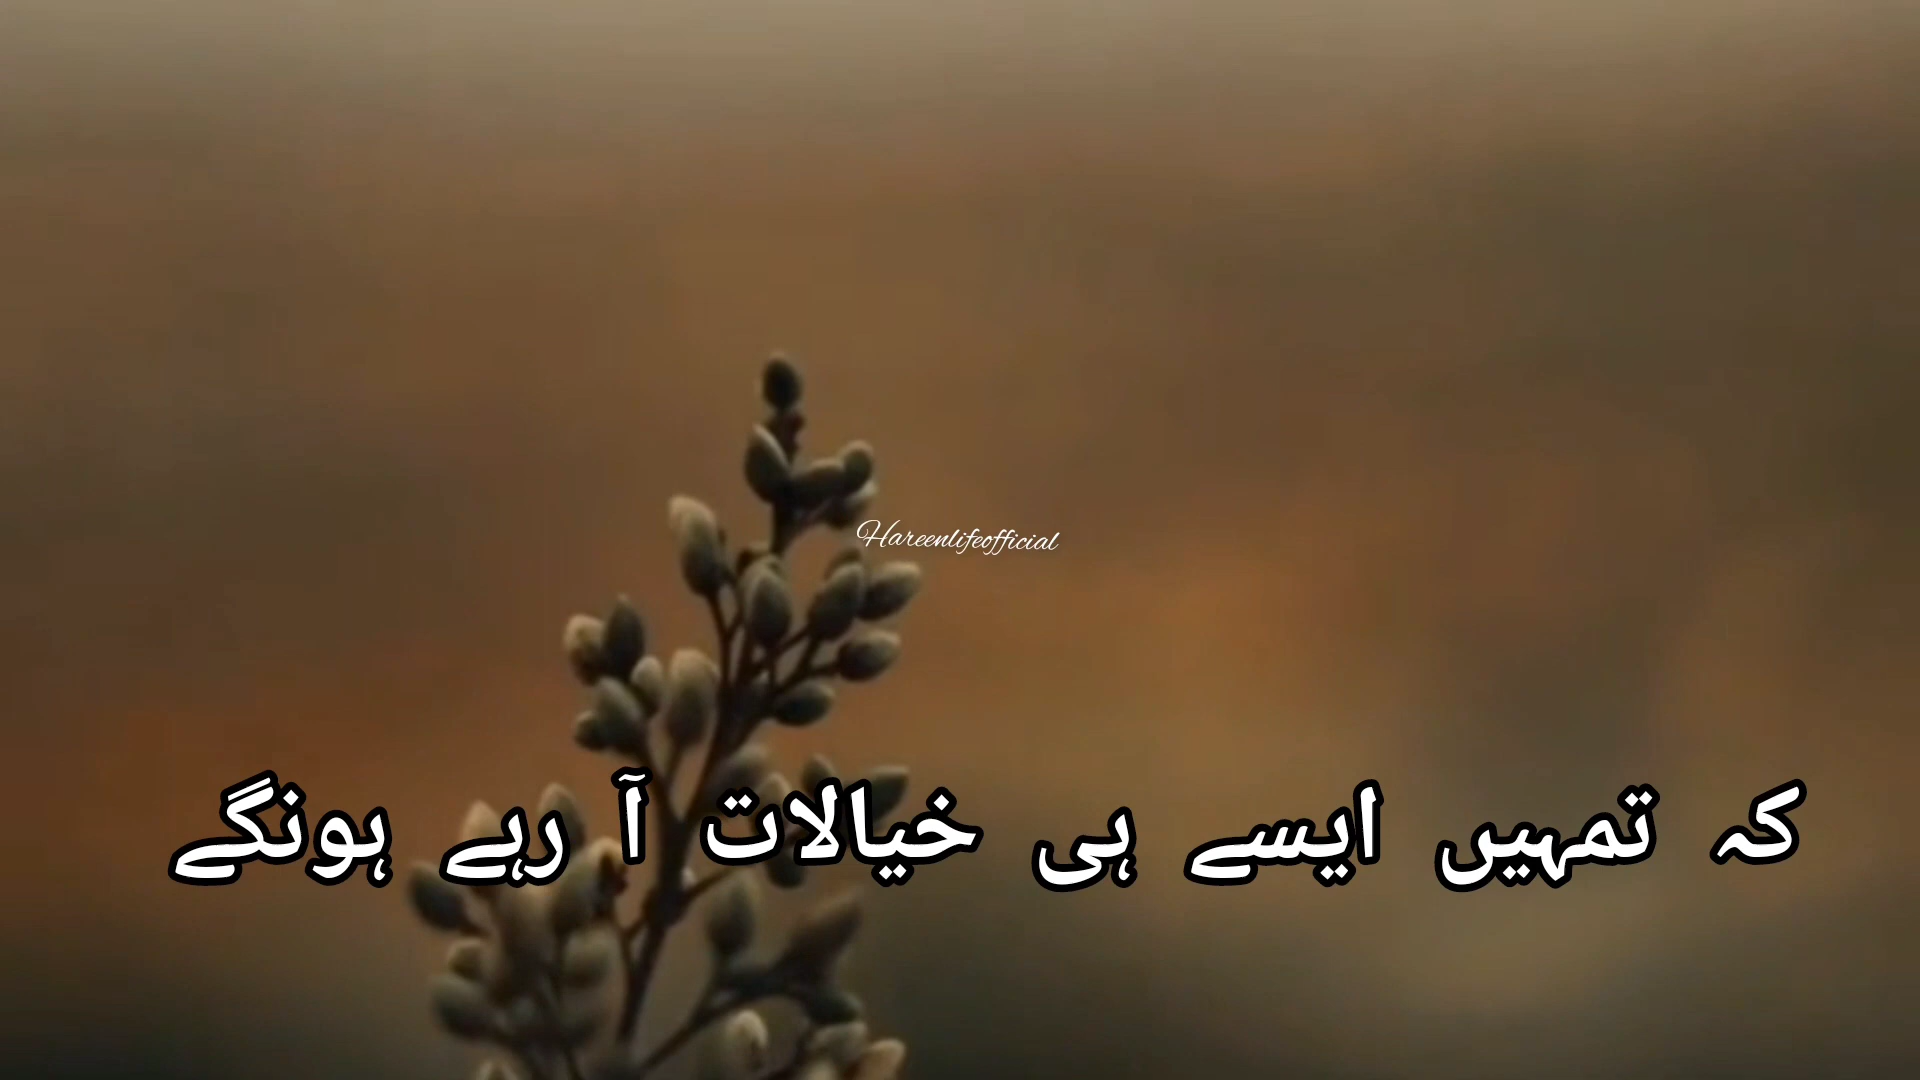 Hareenlifeofficial
کہ تمہیں ایسے ہی خیالات آ رہے ہونگے